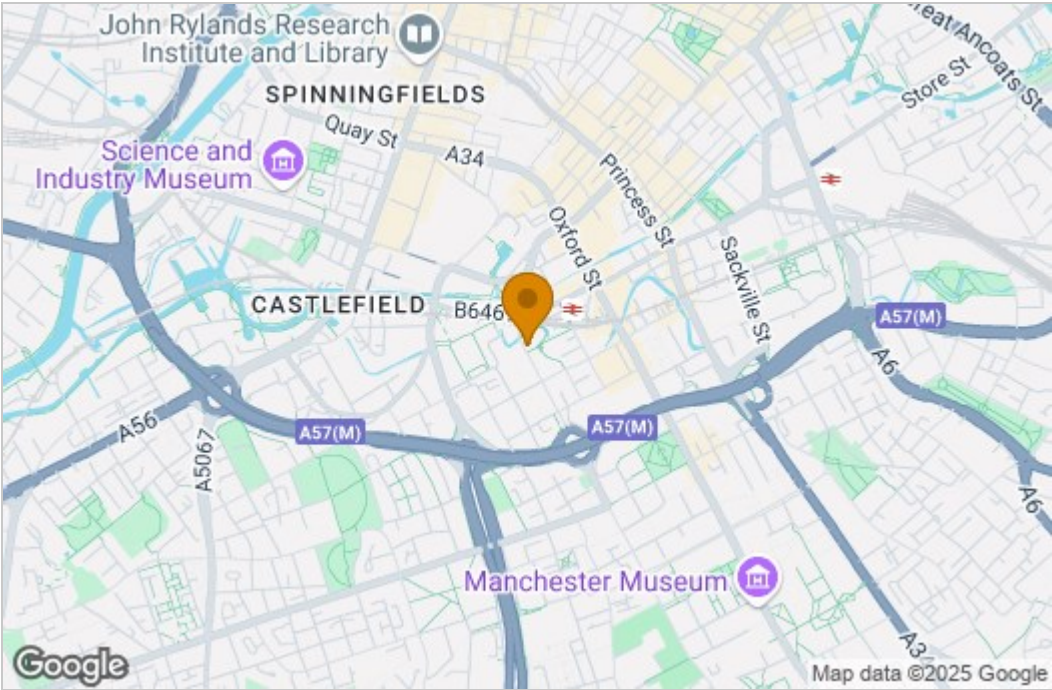 John Rylands Research
Institute and Library
SPINNINGFIELDS
Quay St
A34
Science and
Industry Museum
Princess St
Oxford St
Sackville St
Store St
Great Ancoats St
CASTLEFIELD
B646
A57(M)
A6
A57(M)
A57(M)
A56
A5067
A6
Manchester Museum
A3
Google
Map data ©2025 Google